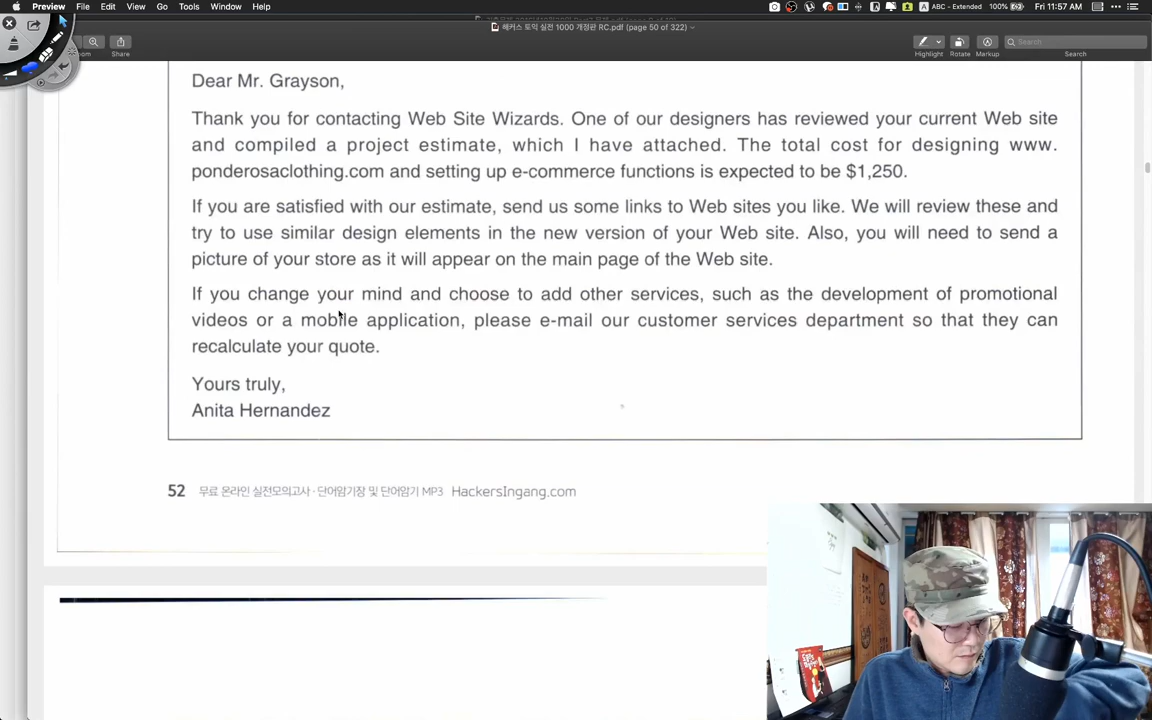 Preview File Edit View Go Tools Window Help
ABC - Extended 100% Fri 11:57 AM
헤커스 토익 실전 1000 개정판 RC.pdf (page 50 of 322)
Share Highlight Rotate Markup Search
Search
Dear Mr. Grayson,
Thank you for contacting Web Site Wizards. One of our designers has reviewed your current Web site
and compiled a project estimate, which I have attached. The total cost for designing www.
ponderosaclothing.com and setting up e-commerce functions is expected to be $1,250.
If you are satisfied with our estimate, send us some links to Web sites you like. We will review these and
try to use similar design elements in the new version of your Web site. Also, you will need to send a
picture of your store as it will appear on the main page of the Web site.
If you change your mind and choose to add other services, such as the development of promotional
videos or a mobile application, please e-mail our customer services department so that they can
recalculate your quote.
Yours truly,
Anita Hernandez
52 무료 온라인 실전모의고사 · 단어암기장 및 단어암기 MP3 HackersIngang.com